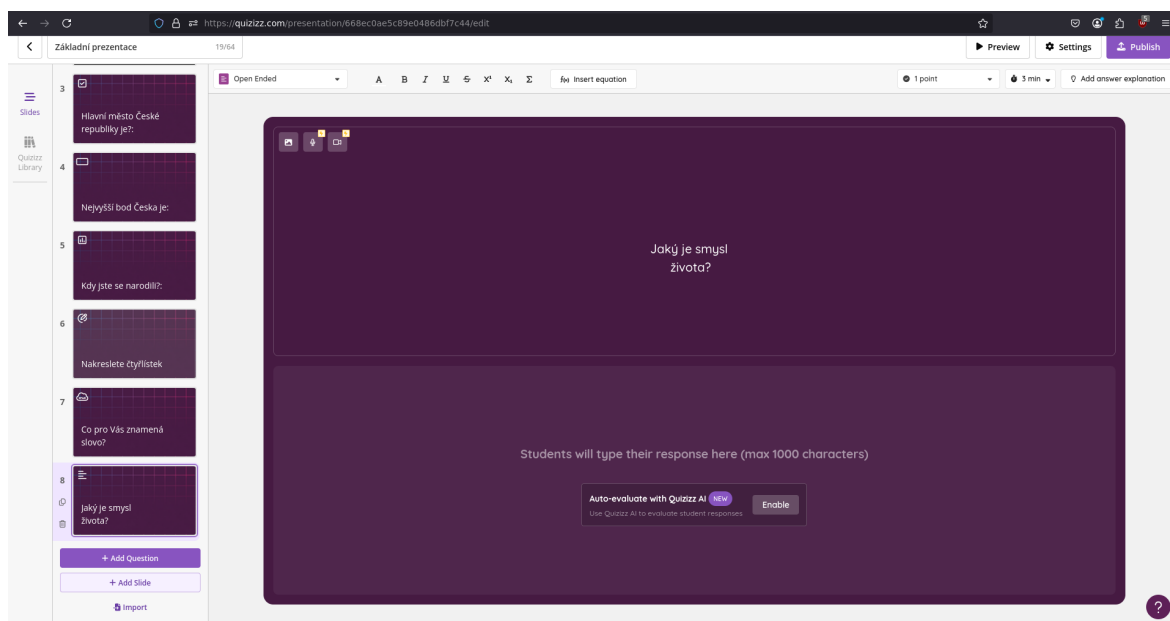 https://quizizz.com/presentation/668ec0ae5c89e0486dbf7c44/edit
5
Základní prezentace
19/64
Preview
Settings
Publish
Open Ended
A B I U S X¹ X₁ Σ
f(x) Insert equation
1 point
3 min
Add answer explanation
Slides
Quizizz
Library
3
Hlavní město České
republiky je?:
4
Nejvyšší bod Česka je:
5
Kdy jste se narodili?:
6
Nakreslete čtyřlístek
7
Co pro Vás znamená
slovo?
8
Jaký je smysl
života?
+ Add Question
+ Add Slide
Import
Jaký je smysl
života?
Students will type their response here (max 1000 characters)
Auto-evaluate with Quizizz AI NEW
Use Quizizz AI to evaluate student responses
Enable
?